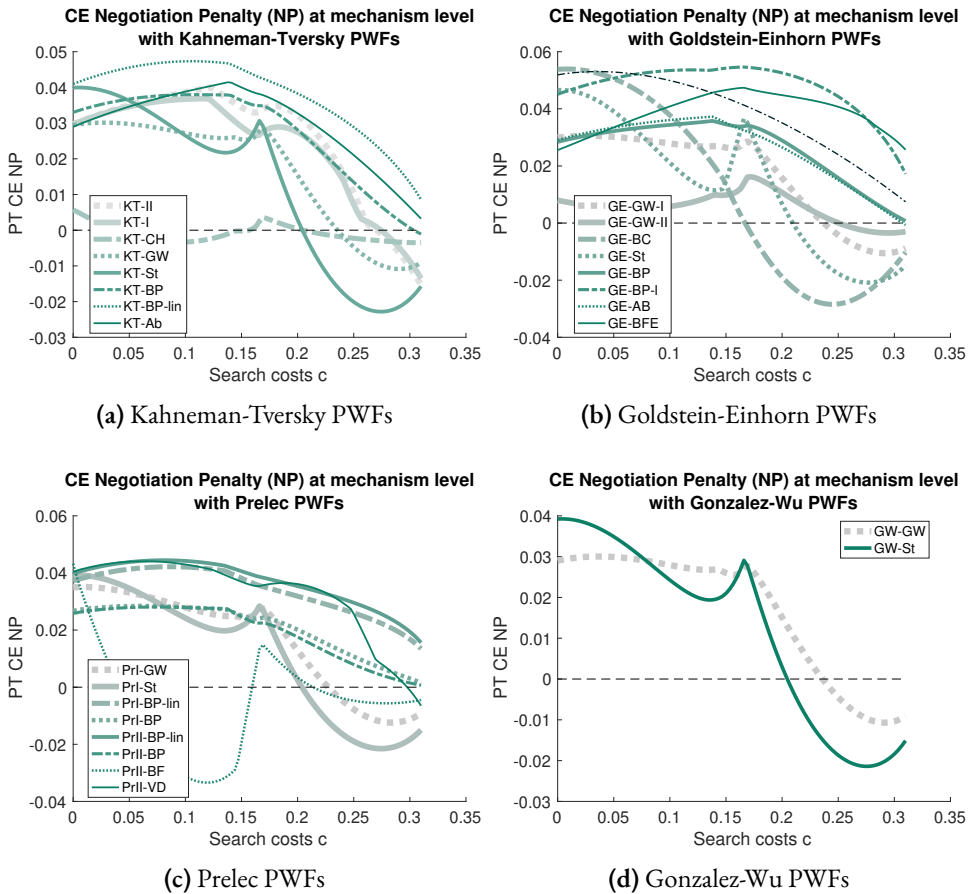 CE Negotiation Penalty (NP) at mechanism level
with Kahneman-Tversky PWFs
0.05
0.04
0.03
0.02
0.01
0
-0.01
-0.02
-0.03
PT CE NP
KT-II
KT-I
KT-CH
KT-GW
KT-St
KT-BP
KT-BP-lin
KT-Ab
0
0.05
0.1
0.15
0.2
0.25
0.3
0.35
Search costs c
(a) Kahneman-Tversky PWFs
CE Negotiation Penalty (NP) at mechanism level
with Goldstein-Einhorn PWFs
0.06
0.04
0.02
0
-0.02
-0.04
PT CE NP
GE-GW-I
GE-GW-II
GE-BC
GE-St
GE-BP
GE-BP-I
GE-AB
GE-BFE
0
0.05
0.1
0.15
0.2
0.25
0.3
0.35
Search costs c
(b) Goldstein-Einhorn PWFs
CE Negotiation Penalty (NP) at mechanism level
with Prelec PWFs
0.06
0.04
0.02
0
-0.02
-0.04
PT CE NP
PrI-GW
PrI-St
PrI-BP-lin
PrI-BP
PrII-BP-lin
PrII-BP
PrII-BF
PrII-VD
0
0.05
0.1
0.15
0.2
0.25
0.3
0.35
Search costs c
(c) Prelec PWFs
CE Negotiation Penalty (NP) at mechanism level
with Gonzalez-Wu PWFs
0.04
0.03
0.02
0.01
0
-0.01
-0.02
-0.03
PT CE NP
GW-GW
GW-St
0
0.05
0.1
0.15
0.2
0.25
0.3
0.35
Search costs c
(d) Gonzalez-Wu PWFs